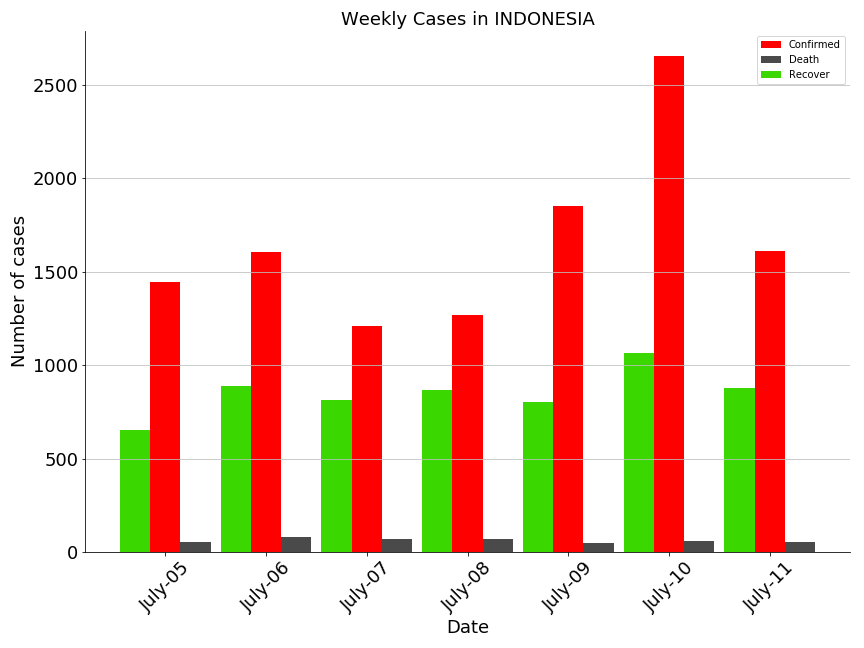 Weekly Cases in INDONESIA
Confirmed
Death
Recover
Number of cases
2500
2000
1500
1000
500
0
July-05
July-06
July-07
July-08
July-09
July-10
July-11
Date